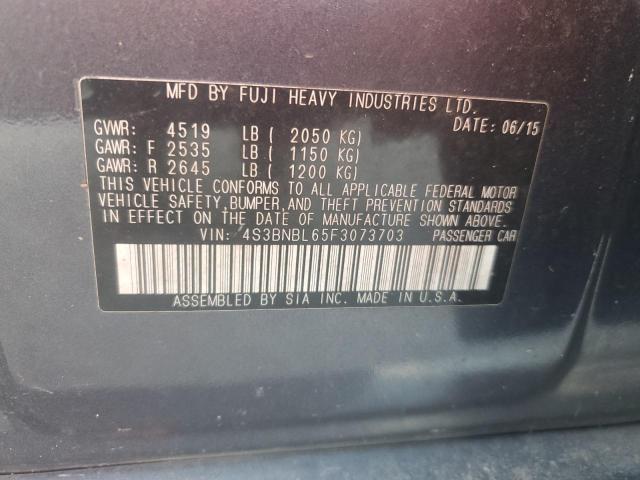 MFD BY FUJI HEAVY INDUSTRIES LTD.
DATE: 06/15
GVWR: 4519 LB ( 2050 KG)
GAWR: F 2535 LB ( 1150 KG)
GAWR: R 2645 LB ( 1200 KG)
THIS VEHICLE CONFORMS TO ALL APPLICABLE FEDERAL MOTOR
VEHICLE SAFETY, BUMPER, AND THEFT PREVENTION STANDARDS
IN EFFECT ON THE DATE OF MANUFACTURE SHOWN ABOVE.
VIN: 4S3BNBL65F3073703 PASSENGER CAR
ASSEMBLED BY SIA INC. MADE IN U.S.A.